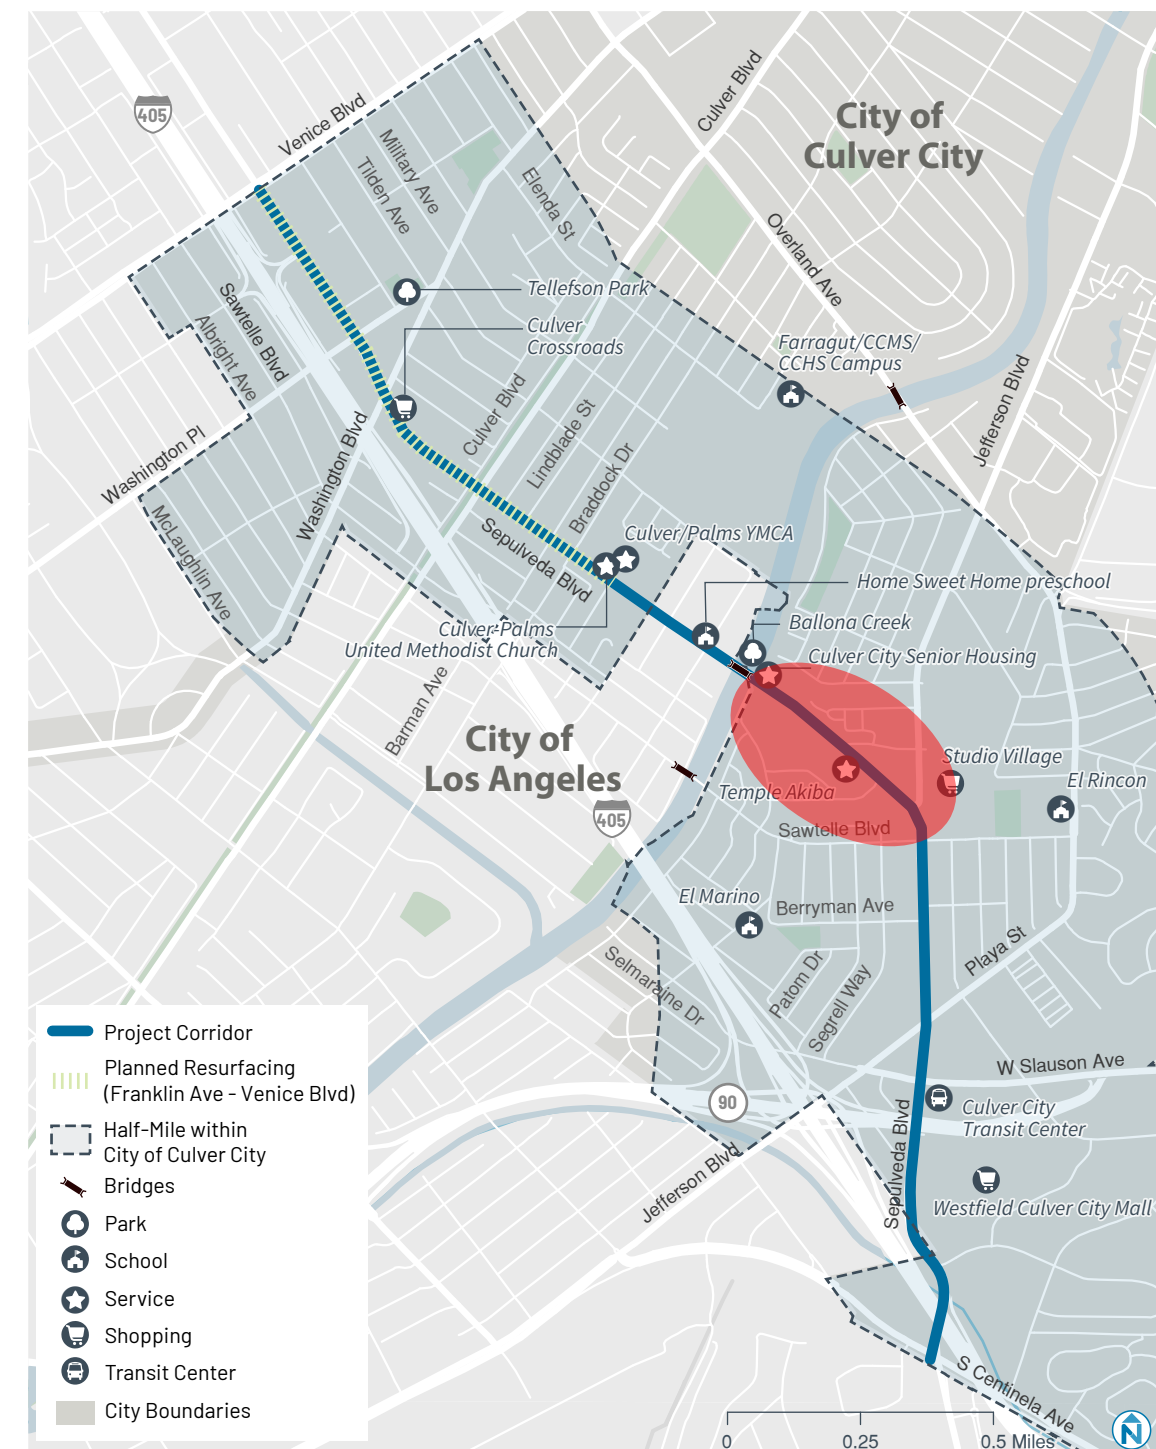 405
Venice Blvd
Culver Blvd
City of
Culver City
Military Ave
Tilden Ave
Elenda St
Overland Ave
Sawtelle Blvd
Albright Ave
Tellefson Park
Culver
Crossroads
Farragut/CCMS/
CCHS Campus
Jefferson Blvd
Culver Blvd
Lindblade St
Washington Pl
Washington Blvd
Braddock Dr
McLaughlin Ave
Sepulveda Blvd
Culver/Palms YMCA
Home Sweet Home preschool
Ballona Creek
Culver-Palms
United Methodist Church
Culver City Senior Housing
Barman Ave
City of
Los Angeles
405
Studio Village
El Rincon
Temple Akiba
Sawtelle Blvd
El Marino
Berryman Ave
Selmaraine Dr
Patom Dr
Segrell Way
Playa St
W Slauson Ave
90
Culver City
Transit Center
Jefferson Blvd
Sepulveda Blvd
Westfield Culver City Mall
S Centinela Ave
Project Corridor
Planned Resurfacing
(Franklin Ave - Venice Blvd)
Half-Mile within
City of Culver City
Bridges
Park
School
Service
Shopping
Transit Center
City Boundaries
0
0.25
0.5 Miles
N